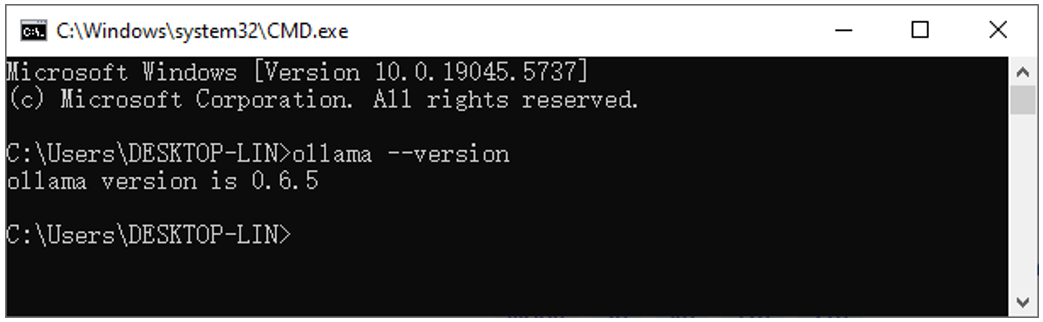 C:\Windows\system32\CMD.exe
Microsoft Windows [Version 10.0.19045.5737]
(c) Microsoft Corporation. All rights reserved.
C:\Users\DESKTOP-LIN>ollama --version
ollama version is 0.6.5
C:\Users\DESKTOP-LIN>